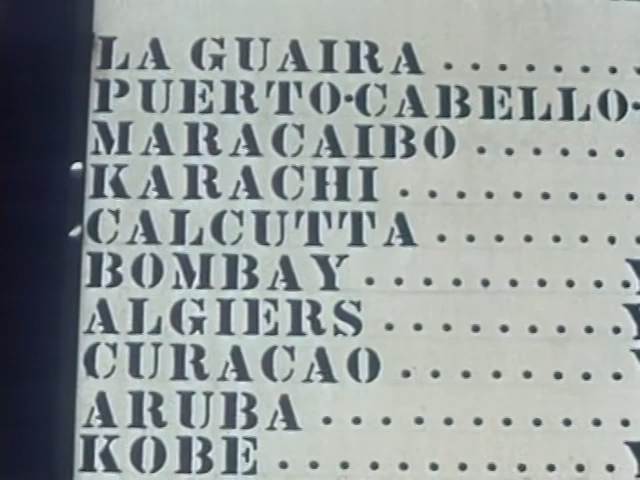 LA GUAIRA ........
PUERTO·CABELLO·
MARACAIBO ......
KARACHI .........
CALCUTTA ........
BOMBAY ..........Y
ALGIERS .........Y
CURACAO ........Y
ARUBA ...........
KOBE ............Y